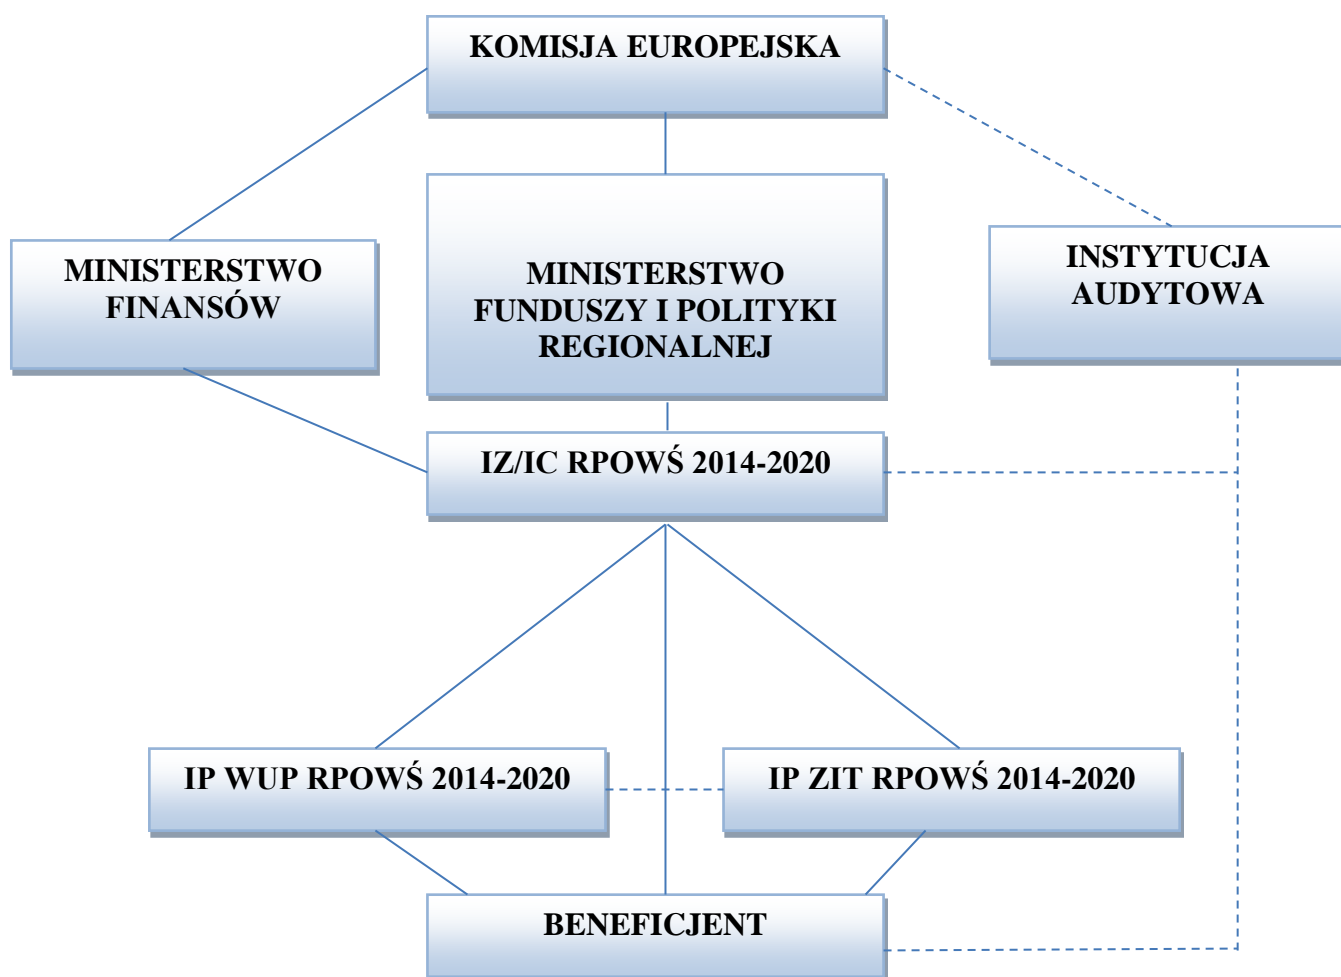 KOMISJA EUROPEJSKA
MINISTERSTWO
FINANSÓW
MINISTERSTWO
FUNDUSZY I POLITYKI
REGIONALNEJ
INSTYTUCJA
AUDYTOWA
IZ/IC RPOWŚ 2014-2020
IP WUP RPOWŚ 2014-2020
IP ZIT RPOWŚ 2014-2020
BENEFICJENT